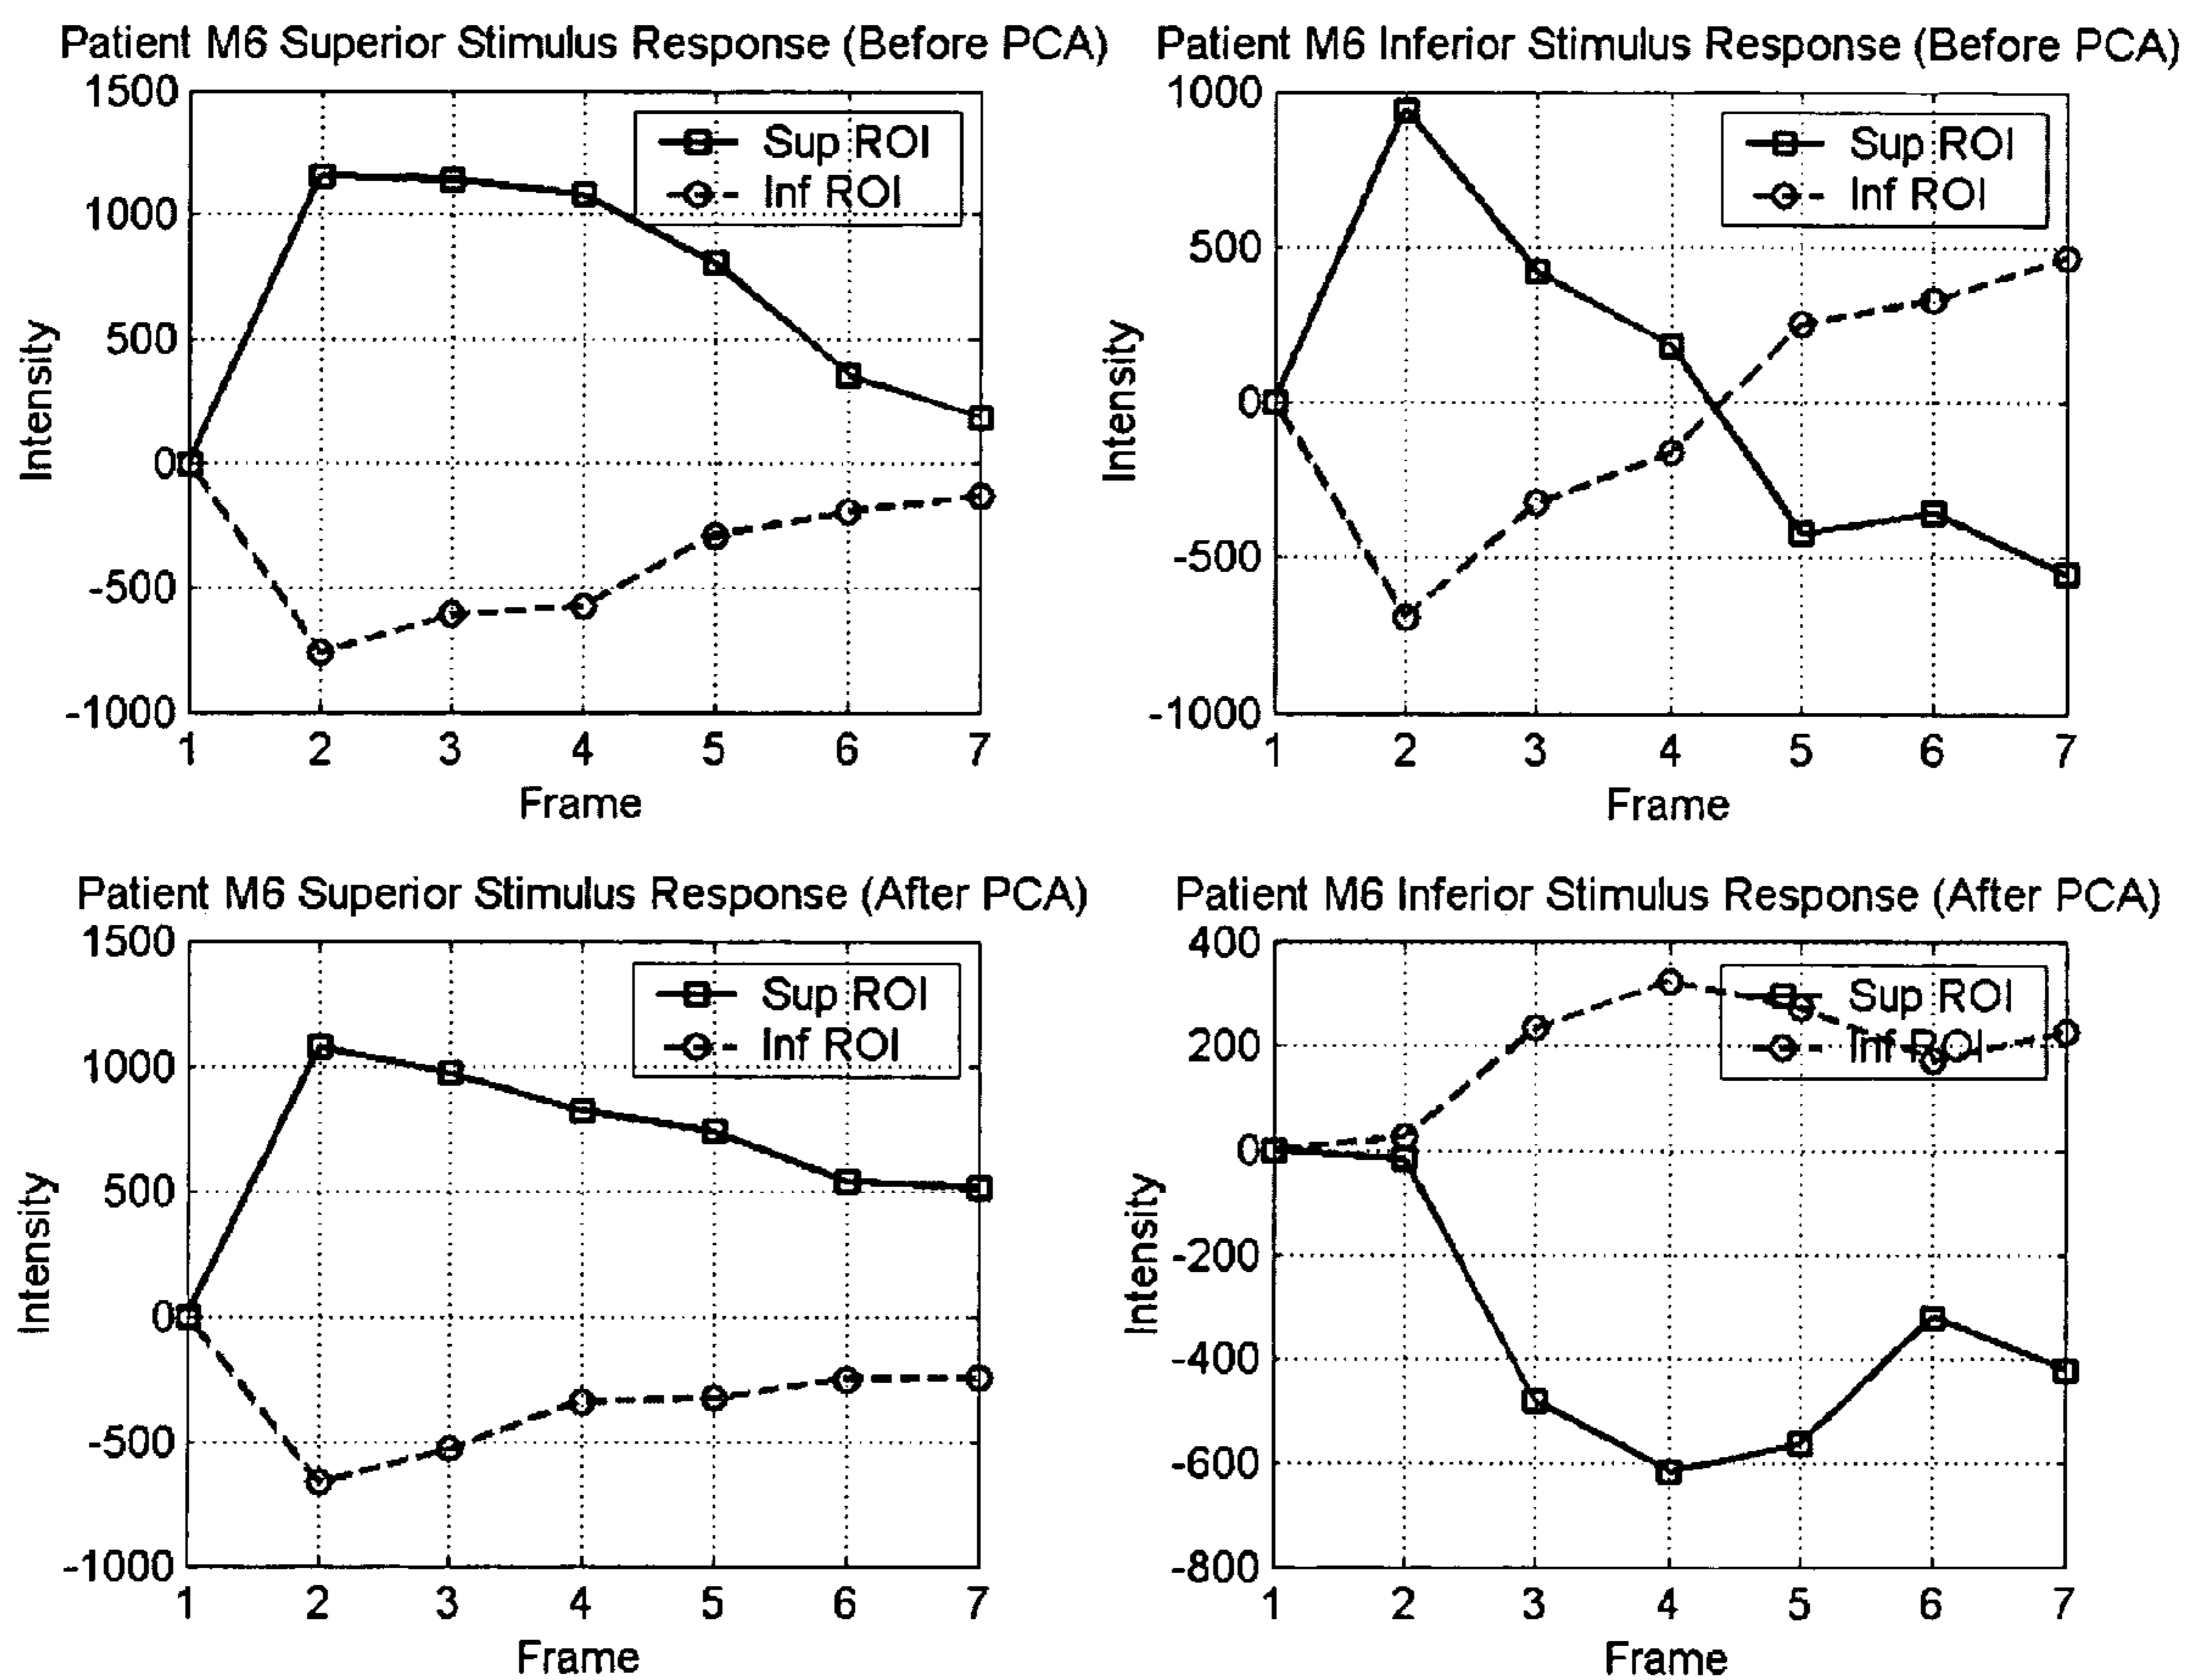 Patient M6 Superior Stimulus Response (Before PCA)
1500
1000
500
0
-500
-1000
1 2 3 4 5 6 7
Intensity
Frame
Sup ROI
Inf ROI
Patient M6 Inferior Stimulus Response (Before PCA)
1000
500
0
-500
-1000
1 2 3 4 5 6 7
Intensity
Frame
Sup ROI
Inf ROI
Patient M6 Superior Stimulus Response (After PCA)
1500
1000
500
0
-500
-1000
1 2 3 4 5 6 7
Intensity
Frame
Sup ROI
Inf ROI
Patient M6 Inferior Stimulus Response (After PCA)
400
200
0
-200
-400
-600
-800
1 2 3 4 5 6 7
Intensity
Frame
Sup ROI
Inf ROI